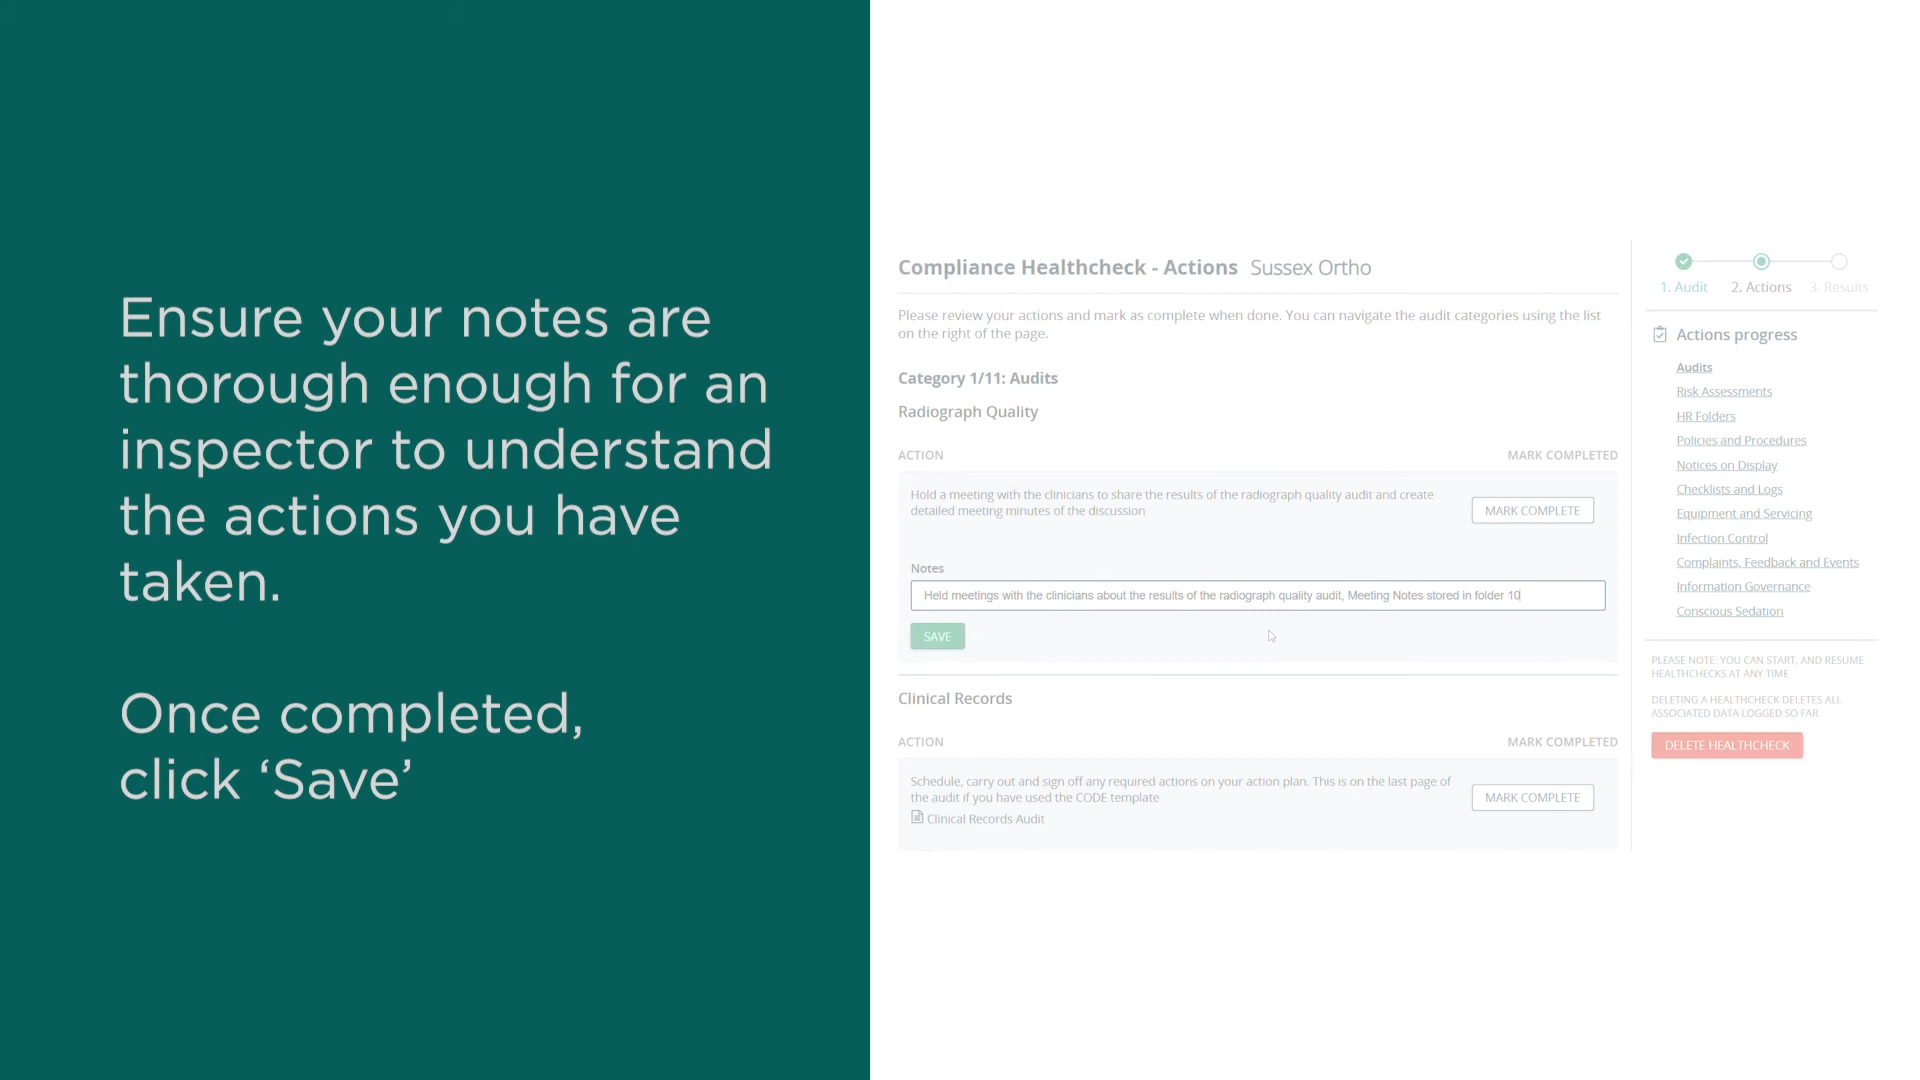 Ensure your notes are
thorough enough for an
inspector to understand
the actions you have
taken.
Once completed,
click ‘Save’
Compliance Healthcheck - Actions Sussex Ortho
Please review your actions and mark as complete when done. You can navigate the audit categories using the list
on the right of the page.
Category 1/11: Audits
Radiograph Quality
ACTION MARK COMPLETED
Hold a meeting with the clinicians to share the results of the radiograph quality audit and create
detailed meeting minutes of the discussion
MARK COMPLETE
Notes
Held meetings with the clinicians about the results of the radiograph quality audit, Meeting Notes stored in folder 10
SAVE
Clinical Records
ACTION MARK COMPLETED
Schedule, carry out and sign off any required actions on your action plan. This is on the last page of
the audit if you have used the CODE template
MARK COMPLETE
Clinical Records Audit
1. Audit 2. Actions 3. Results
Actions progress
Audits
Risk Assessments
HR Folders
Policies and Procedures
Notices on Display
Checklists and Logs
Equipment and Servicing
Infection Control
Complaints, Feedback and Events
Information Governance
Conscious Sedation
PLEASE NOTE: YOU CAN START, AND RESUME
HEALTHCHECKS AT ANY TIME
DELETING A HEALTHCHECK DELETES ALL
ASSOCIATED DATA LOGGED SO FAR.
DELETE HEALTHCHECK